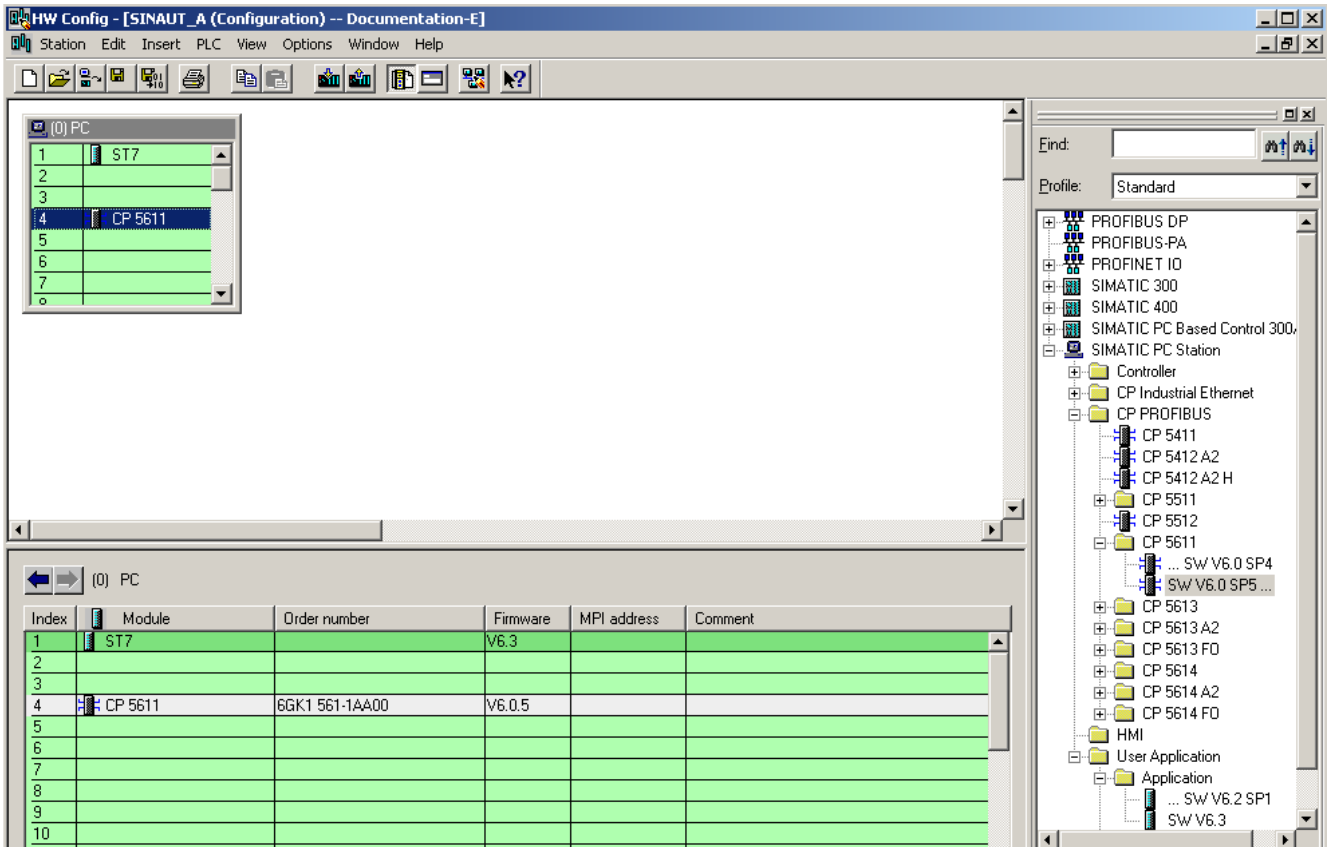 HW Config - [SINAUT_A (Configuration) -- Documentation-E]
Station Edit Insert PLC View Options Window Help
(0) PC
1 ST7
2
3
4 CP 5611
5
6
7
Find:
Profile: Standard
PROFIBUS DP
PROFIBUS-PA
PROFINET IO
SIMATIC 300
SIMATIC 400
SIMATIC PC Based Control 300/
SIMATIC PC Station
Controller
CP Industrial Ethernet
CP PROFIBUS
CP 5411
CP 5412 A2
CP 5412 A2 H
CP 5511
CP 5512
CP 5611
... SW V6.0 SP4
SW V6.0 SP5 ...
CP 5613
CP 5613 A2
CP 5613 FO
CP 5614
CP 5614 A2
CP 5614 FO
HMI
User Application
Application
... SW V6.2 SP1
SW V6.3
(0) PC
Index Module Order number Firmware MPI address Comment
1 ST7 V6.3
2
3
4 CP 5611 6GK1 561-1AA00 V6.0.5
5
6
7
8
9
10